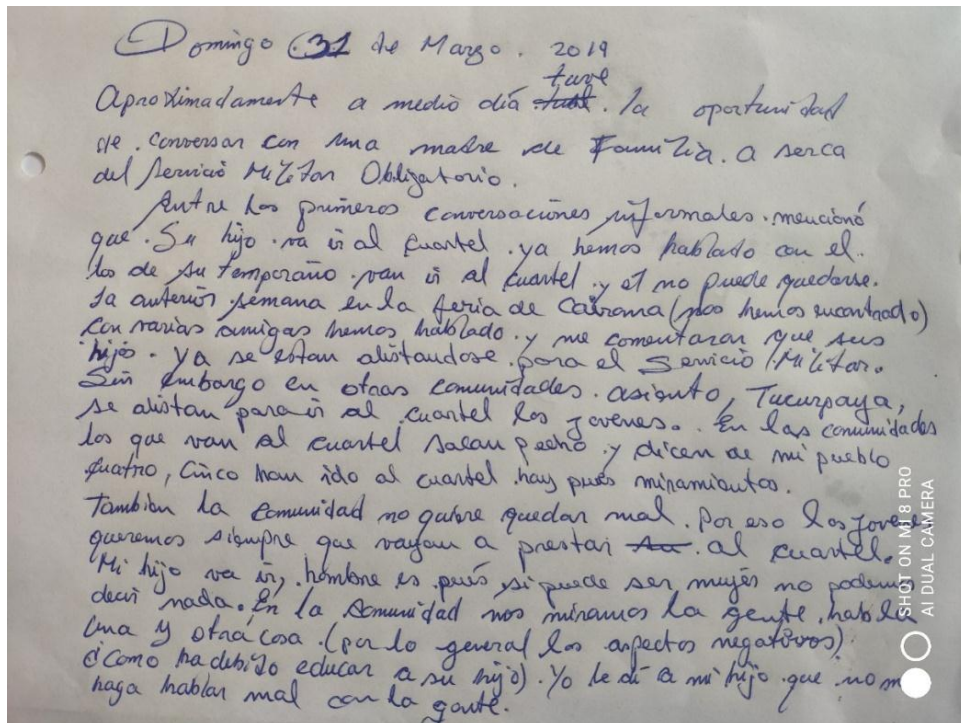 Domingo 31 de Marzo. 2019
tuve
Aproximadamente a medio día. la oportunidad
de. conversar con una madre de Familia. a serca
del Servicio Militar Obligatorio.
Entre los primeros conversaciones informales. mencionó
que. Su hijo. va ir al cuartel. ya hemos hablado con el.
los de su temporaño. van ir al cuartel. y el no puede quedarse.
La anterior semana en la feria de Cairoma (nos hemos encontrado)
con varias amigas hemos hablado. y me comentaron que sus
hijos. ya se estan alistandose para el Servicio Militar.
Sin embargo en otras comunidades. asiento, Tucurpaya,
se alistan para ir al cuartel los jovenes. En las comunidades
los que van al cuartel sacan pecho y dicen de mi pueblo
cuatro, cinco han ido al cuartel hay pues miramientos.
Tambien la comunidad no quiere quedar mal. Por eso los jovenes
queremos siempre que vayan a prestar al cuartel.
Mi hijo va ir, hombre es pues, si puede ser mujer no podemos
decir nada. En la comunidad nos miramos la gente. habla
una y otra cosa. (por lo general los aspectos negativos)
¿como ha debido educar a su hijo). Yo le dí a mi hijo que no m
haga hablar mal con la gente.
SHOT ON MI 8 PRO
AI DUAL CAMERA